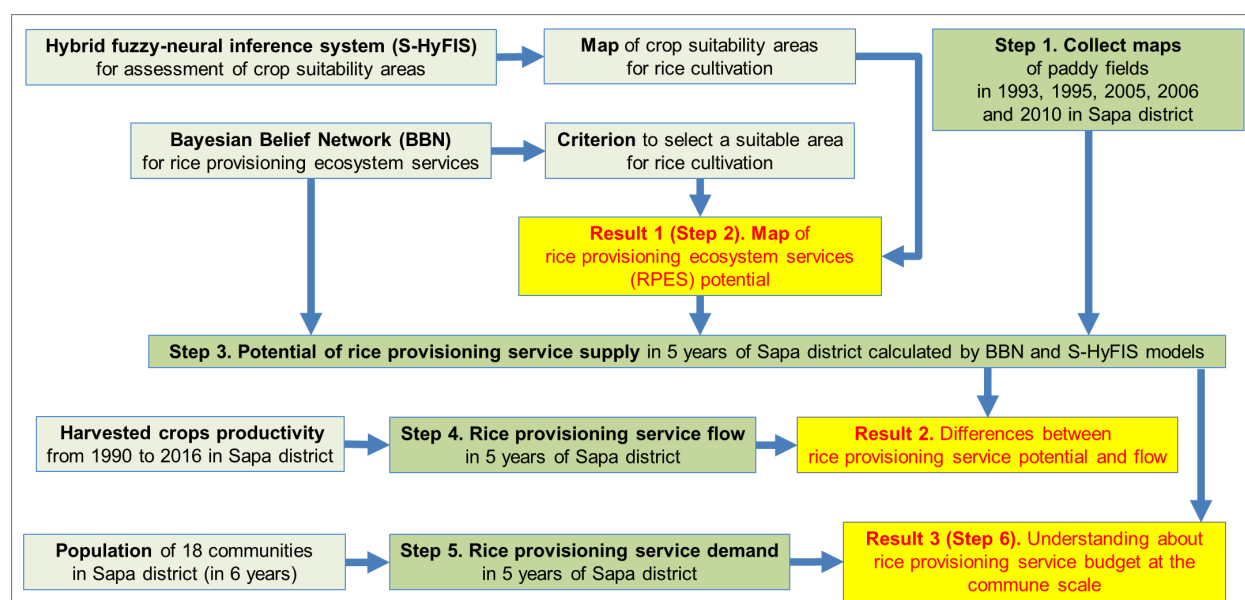 Hybrid fuzzy-neural inference system (S-HyFIS)
for assessment of crop suitability areas
Map of crop suitability areas
for rice cultivation
Step 1. Collect maps
of paddy fields
in 1993, 1995, 2005, 2006
and 2010 in Sapa district
Bayesian Belief Network (BBN)
for rice provisioning ecosystem services
Criterion to select a suitable area
for rice cultivation
Result 1 (Step 2). Map of
rice provisioning ecosystem services
(RPES) potential
Step 3. Potential of rice provisioning service supply in 5 years of Sapa district calculated by BBN and S-HyFIS models
Harvested crops productivity
from 1990 to 2016 in Sapa district
Step 4. Rice provisioning service flow
in 5 years of Sapa district
Result 2. Differences between
rice provisioning service potential and flow
Population of 18 communities
in Sapa district (in 6 years)
Step 5. Rice provisioning service demand
in 5 years of Sapa district
Result 3 (Step 6). Understanding about
rice provisioning service budget at the
commune scale